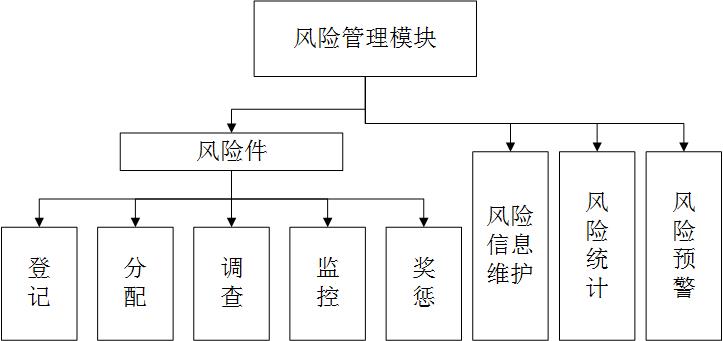 风险管理模块
风险件
登
记
分
配
调
查
监
控
奖
惩
风险
信息
维护
风
险
统
计
风
险
预
警